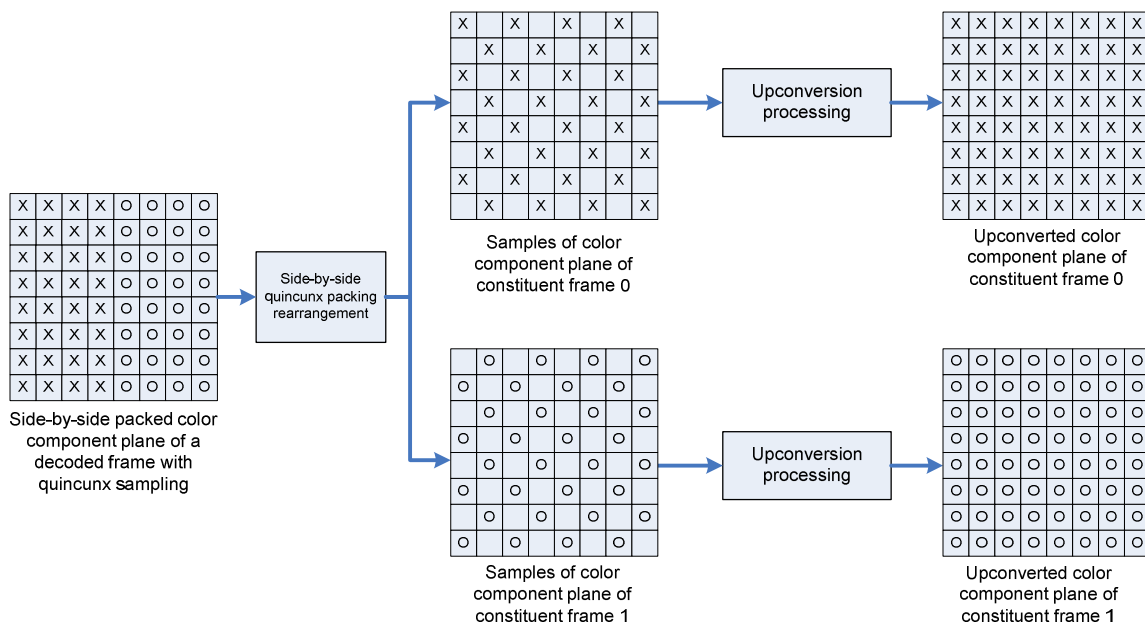 X X X X
X X X X
X X X X
X X X X
X X X X
X X X X
X X X X
X X X X
Samples of color
component plane of
constituent frame 0
Upconversion
processing
X X X X X X X X
X X X X X X X X
X X X X X X X X
X X X X X X X X
X X X X X X X X
X X X X X X X X
X X X X X X X X
X X X X X X X X
Upconverted color
component plane of
constituent frame 0
X X X X O O O O
X X X X O O O O
X X X X O O O O
X X X X O O O O
X X X X O O O O
X X X X O O O O
X X X X O O O O
X X X X O O O O
Side-by-side packed color
component plane of a
decoded frame with
quincunx sampling
Side-by-side
quincunx packing
rearrangement
O O O O
O O O O
O O O O
O O O O
O O O O
O O O O
O O O O
O O O O
Samples of color
component plane of
constituent frame 1
Upconversion
processing
O O O O O O O O
O O O O O O O O
O O O O O O O O
O O O O O O O O
O O O O O O O O
O O O O O O O O
O O O O O O O O
O O O O O O O O
Upconverted color
component plane of
constituent frame 1